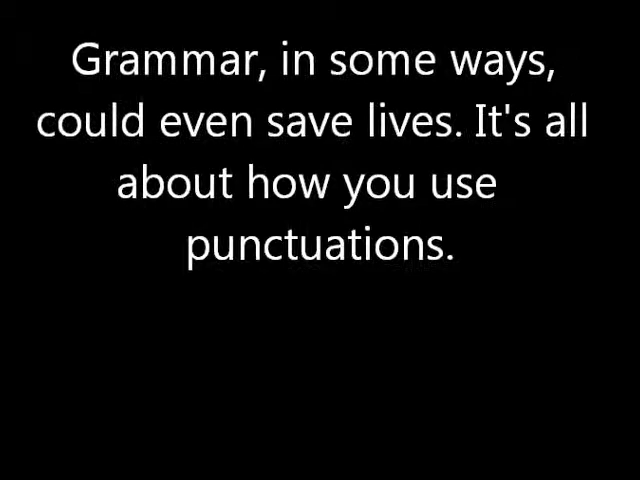 Grammar, in some ways,
could even save lives. It's all
about how you use
punctuations.